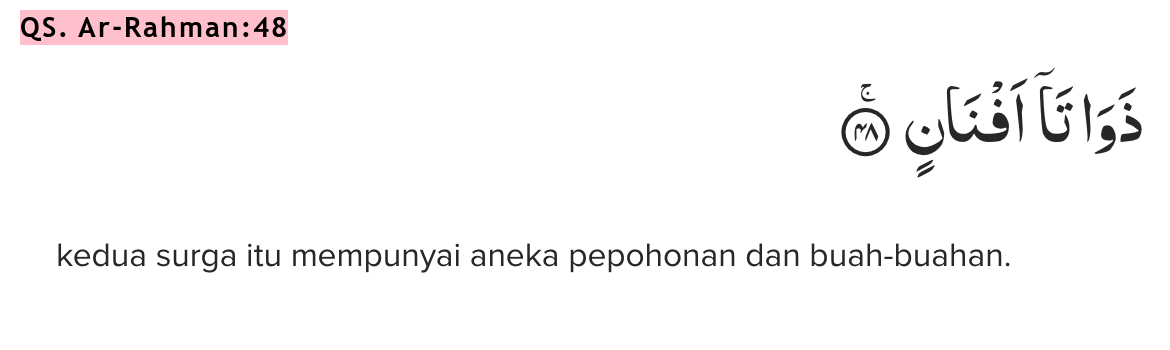 QS. Ar-Rahman:48
ذَوَاتَآ اَفْنَانٍۚ ۝٤٨
kedua surga itu mempunyai aneka pepohonan dan buah-buahan.